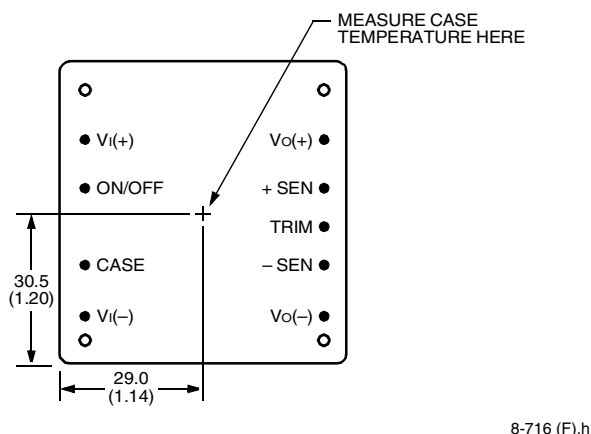 MEASURE CASE
TEMPERATURE HERE
VI(+)
VO(+)
ON/OFF
+ SEN
TRIM
CASE
– SEN
30.5
(1.20)
VI(–)
VO(–)
29.0
(1.14)
8-716 (F).h